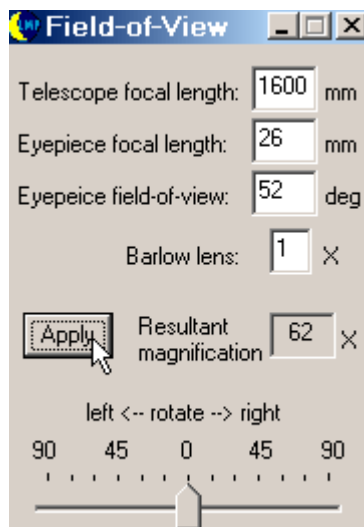 LMP Field-of-View
Telescope focal length: 1600 mm
Eyepiece focal length: 26 mm
Eyepeice field-of-view: 52 deg
Barlow lens: 1 X
Apply Resultant magnification 62 X
left <-- rotate --> right
90 45 0 45 90